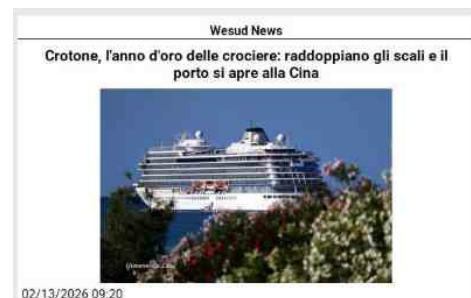 Wesud News
Crotone, l'anno d'oro delle crociere: raddoppiano gli scali e il
porto si apre alla Cina
02/13/2026 09:20